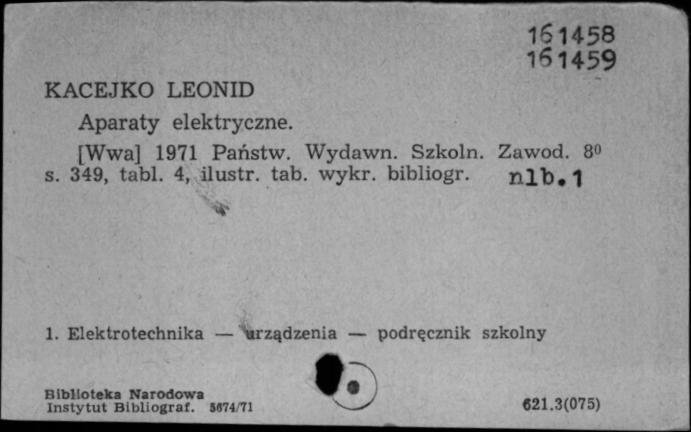 161458
161459
KACEJKO LEONID
Aparaty elektryczne.
[Wwa] 1971 Państw. Wydawn. Szkoln. Zawod. 8⁰
s. 349, tabl. 4, ilustr. tab. wykr. bibliogr. nlb.1
1. Elektrotechnika — urządzenia — podręcznik szkolny
Biblioteka Narodowa
Instytut Bibliograf. 5674/71
621.3(075)